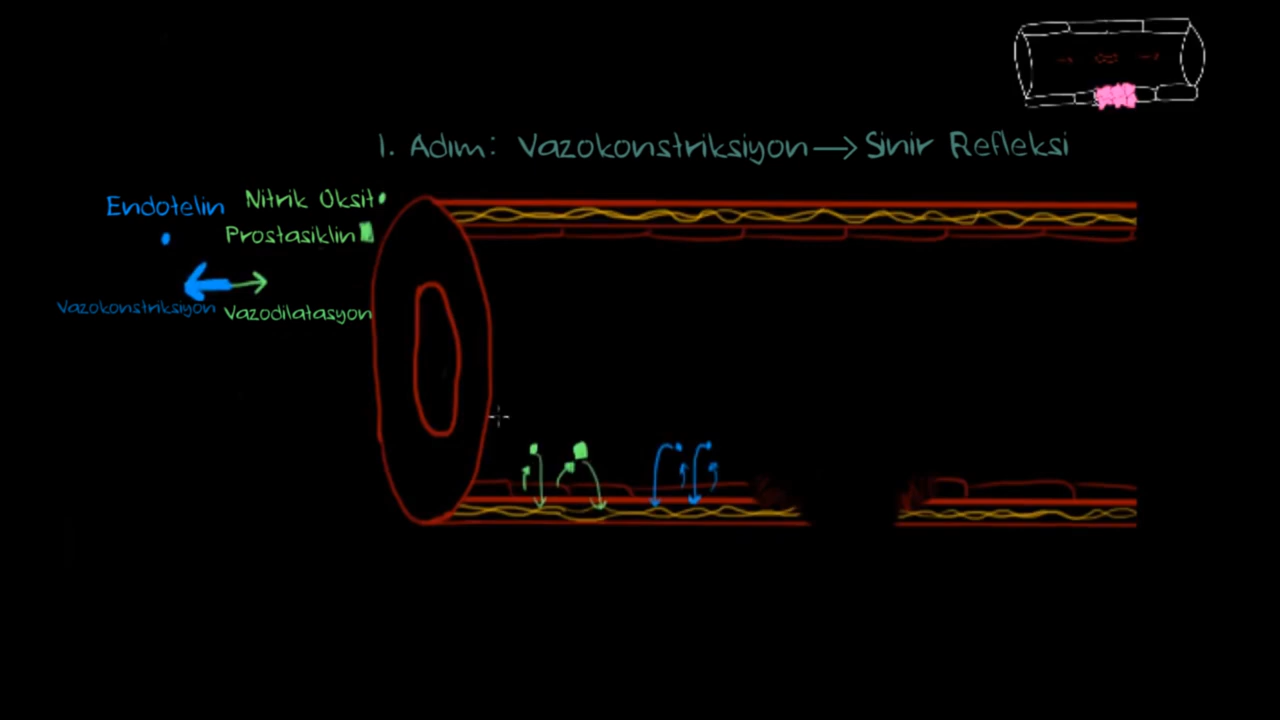 1. Adım: Vazokonstriksiyon → Sinir Refleksi
Endotelin
Nitrik Oksit
Prostasiklin
Vazokonstriksiyon
Vazodilatasyon